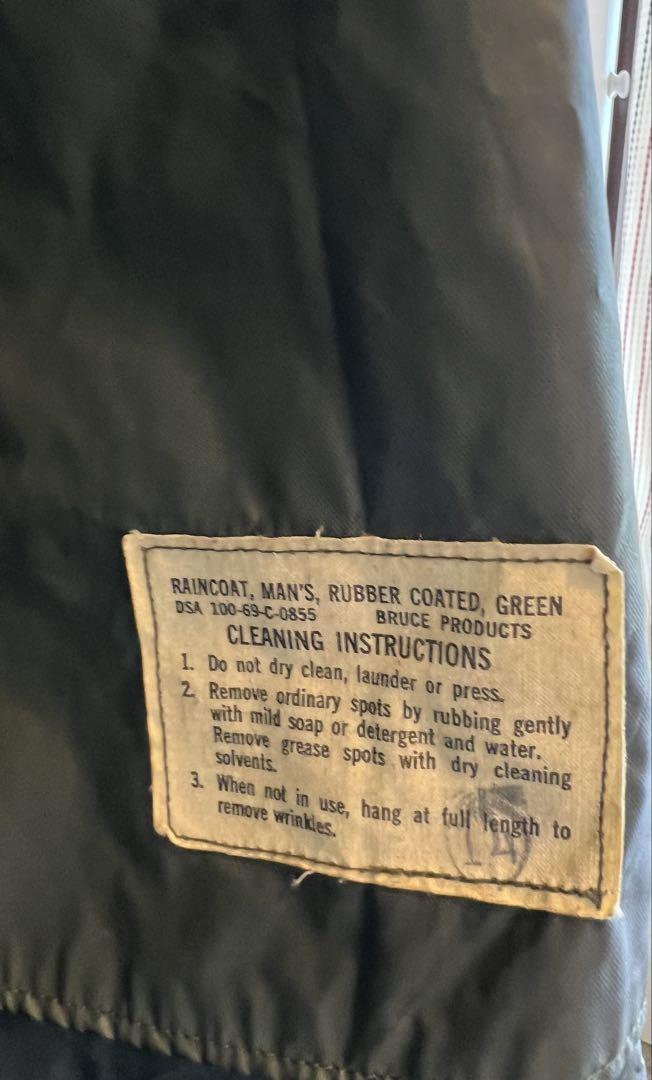 RAINCOAT, MAN'S, RUBBER COATED, GREEN
DSA 100-69-C-0855 BRUCE PRODUCTS
CLEANING INSTRUCTIONS
1. Do not dry clean, launder or press.
2. Remove ordinary spots by rubbing gently
with mild soap or detergent and water.
Remove grease spots with dry cleaning
solvents.
3. When not in use, hang at full length to
remove wrinkles.